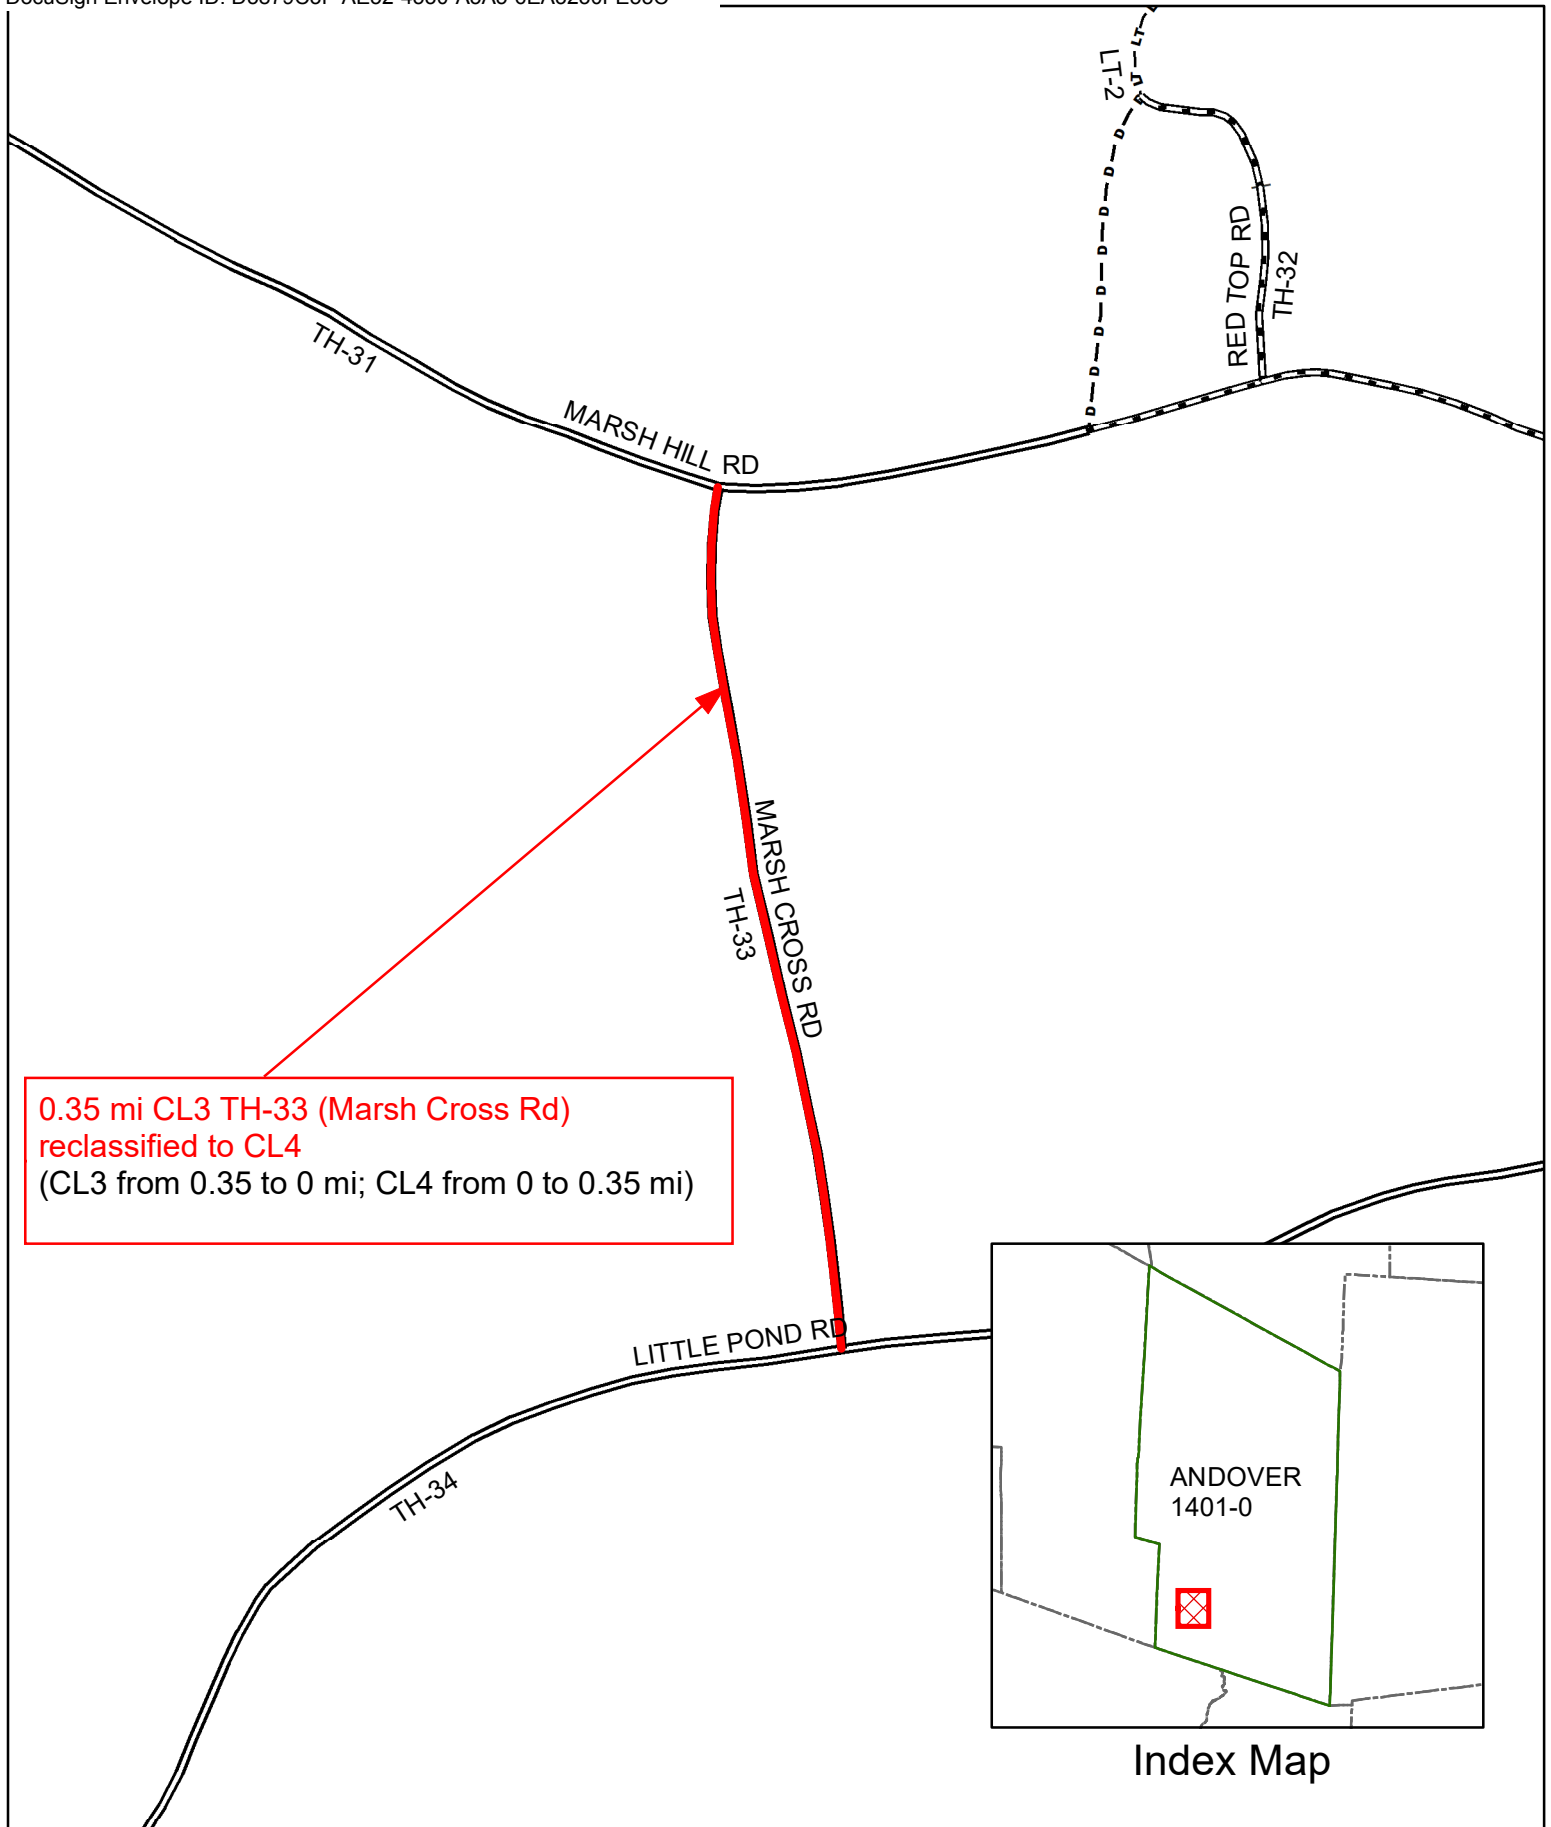 LT
LT-2
LT
D
D
D
D
D
D
D
D
RED TOP RD
TH-32
TH-31
MARSH HILL RD
MARSH CROSS RD
TH-33
0.35 mi CL3 TH-33 (Marsh Cross Rd)
reclassified to CL4
(CL3 from 0.35 to 0 mi; CL4 from 0 to 0.35 mi)
LITTLE POND RD
TH-34
ANDOVER
1401-0
Index Map